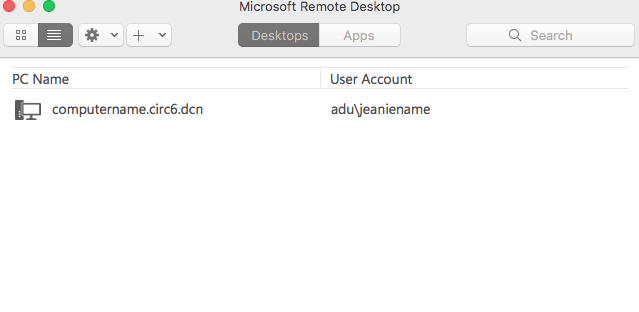 Microsoft Remote Desktop
Desktops Apps Search
PC Name User Account
computername.circ6.dcn adu\jeaniename